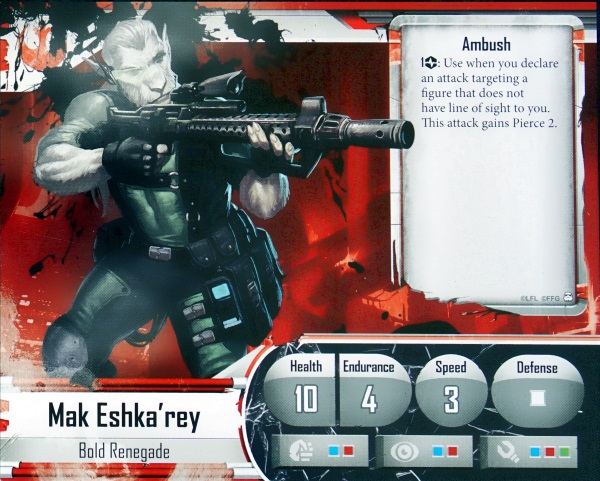 Ambush
1: Use when you declare
an attack targeting a
figure that does not
have line of sight to you.
This attack gains Pierce 2.
©LFL ©FFG
Health
Endurance
Speed
Defense
10
4
3
Mak Eshka'rey
Bold Renegade